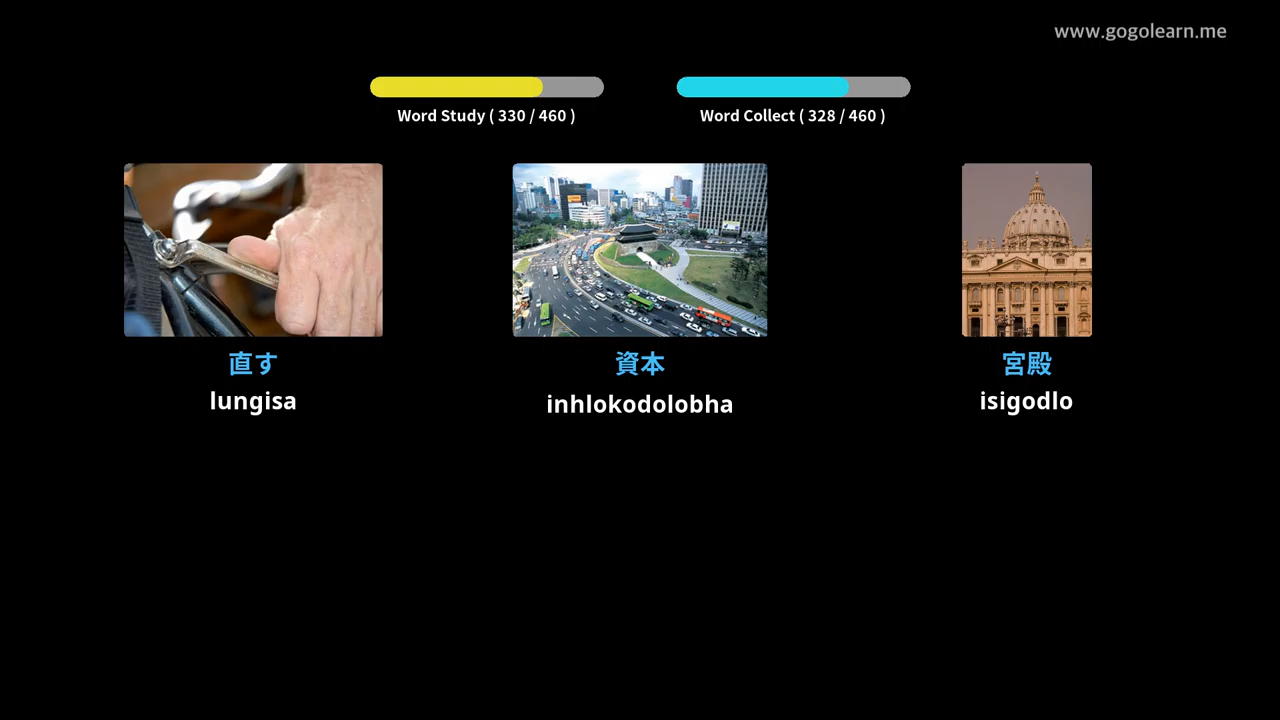 www.gogolearn.me
Word Study ( 330 / 460 )
Word Collect ( 328 / 460 )
直す
資本
宮殿
lungisa
inhlokodolobha
isigodlo